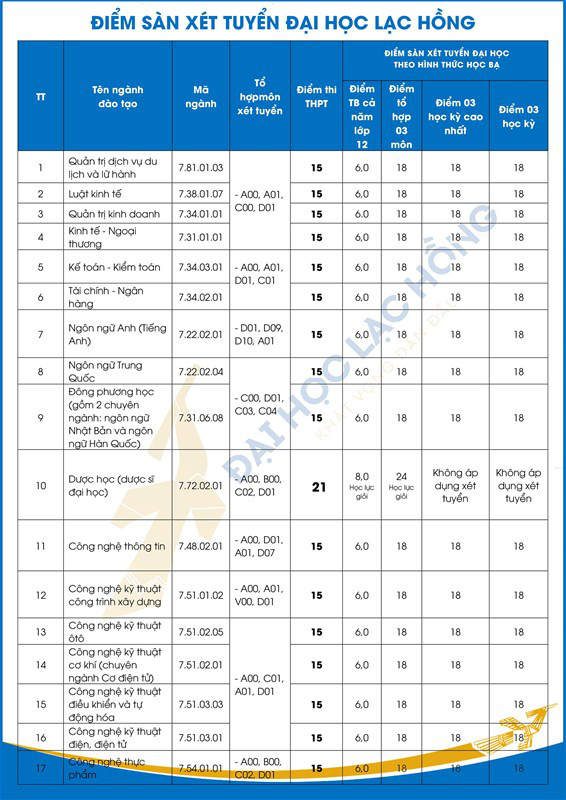 ĐIỂM SÀN XÉT TUYỂN ĐẠI HỌC LẠC HỒNG
TT
Tên ngành
đào tạo
Mã
ngành
Tổ
hợpmôn
xét tuyển
Điểm thi
THPT
ĐIỂM SÀN XÉT TUYỂN ĐẠI HỌC
THEO HÌNH THỨC HỌC BẠ
Điểm
TB cả
năm
lớp
12
Điểm
tổ
hợp
03
môn
Điểm 03
học kỳ cao
nhất
Điểm 03
học kỳ
1 Quản trị dịch vụ du
lịch và lữ hành 7.81.01.03 15 6,0 18 18 18
- A00, A01,
C00, D01
2 Luật kinh tế 7.38.01.07 15 6,0 18 18 18
3 Quản trị kinh doanh 7.34.01.01 15 6,0 18 18 18
4 Kinh tế - Ngoại
thương 7.31.01.01 15 6,0 18 18 18
5 Kế toán - Kiểm toán 7.34.03.01 15 6,0 18 18 18
- A00, A01,
D01, C01
6 Tài chính - Ngân
hàng 7.34.02.01 15 6,0 18 18 18
7 Ngôn ngữ Anh (Tiếng
Anh) 7.22.02.01 - D01, D09,
D10, A01 15 6,0 18 18 18
8 Ngôn ngữ Trung
Quốc 7.22.02.04 15 6,0 18 18 18
- C00, D01,
C03, C04
9 Đông phương học
(gồm 2 chuyên
ngành: ngôn ngữ
Nhật Bản và ngôn
ngữ Hàn Quốc) 7.31.06.08 15 6,0 18 18 18
10 Dược học (dược sĩ
đại học) 7.72.02.01 - A00, B00,
C02, D01 21 8,0
Học lực
giỏi 24
Học lực
giỏi Không áp
dụng xét
tuyển Không áp
dụng xét
tuyển
11 Công nghệ thông tin 7.48.02.01 - A00, D01,
A01, D07 15 6,0 18 18 18
12 Công nghệ kỹ thuật
công trình xây dựng 7.51.01.02 - A00, A01,
V00, D01 15 6,0 18 18 18
13 Công nghệ kỹ thuật
ôtô 7.51.02.05 15 6,0 18 18 18
14 Công nghệ kỹ thuật
cơ khí (chuyên
ngành Cơ điện tử) 7.51.02.01 15 6,0 18 18 18
- A00, C01,
A01, D01
15 Công nghệ kỹ thuật
điều khiển và tự
động hóa 7.51.03.03 15 6,0 18 18 18
16 Công nghệ kỹ thuật
điện, điện tử 7.51.03.01 15 6,0 18 18 18
17 Công nghệ thực
phẩm 7.54.01.01 - A00, B00,
C02, D01 15 6,0 18 18 18
ĐẠI HỌC LẠC HỒNG
KHÁT VỌNG DẪN ĐẦU